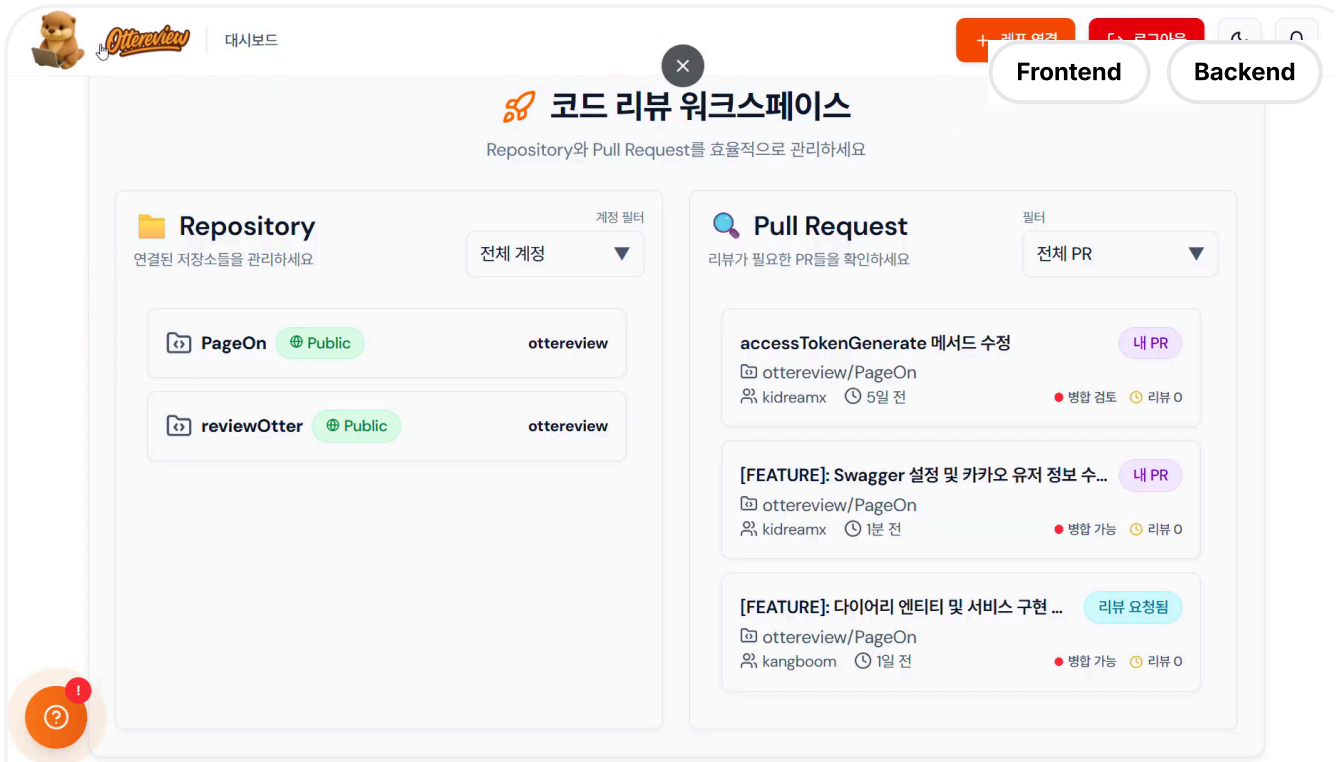 Ottereview
대시보드
레포 연결
로그아웃
Frontend
Backend
코드 리뷰 워크스페이스
Repository와 Pull Request를 효율적으로 관리하세요
Repository
연결된 저장소들을 관리하세요
계정 필터
전체 계정
PageOn
Public
ottereview
reviewOtter
Public
ottereview
Pull Request
리뷰가 필요한 PR들을 확인하세요
필터
전체 PR
accessTokenGenerate 메서드 수정
내 PR
ottereview/PageOn
kidreamx
5일 전
병합 검토
리뷰 0
[FEATURE]: Swagger 설정 및 카카오 유저 정보 수...
내 PR
ottereview/PageOn
kidreamx
1분 전
병합 가능
리뷰 0
[FEATURE]: 다이어리 엔티티 및 서비스 구현 ...
리뷰 요청됨
ottereview/PageOn
kangboom
1일 전
병합 가능
리뷰 0